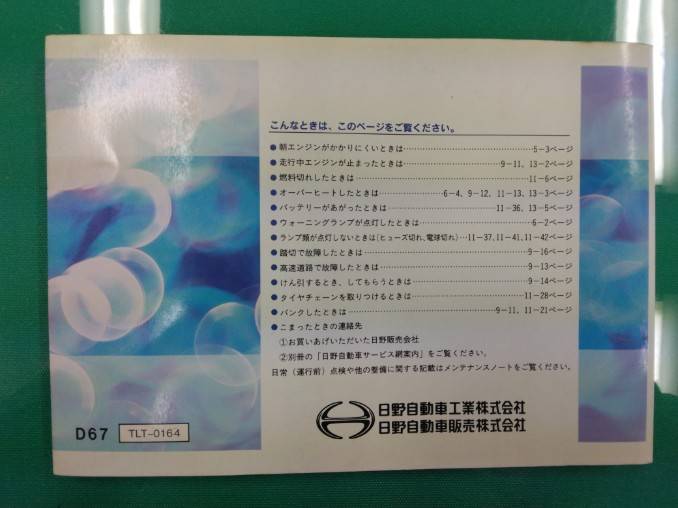 こんなときは、このページをご覧ください。
●朝エンジンがかかりにくいときは…5-3ページ
●走行中エンジンが止まったときは…9-11, 13-2ページ
●燃料切れしたときは…11-6ページ
●オーバーヒートしたときは…6-4, 9-12, 11-13, 13-3ページ
●バッテリーがあがったときは…11-36, 13-5ページ
●ウォーニングランプが点灯したときは…6-2ページ
●ランプ類が点灯しないときは(ヒューズ切れ、電球切れ)…11-37, 11-41, 11-42ページ
●踏切で故障したときは…9-16ページ
●高速道路で故障したときは…9-13ページ
●けん引するとき、してもらうときは…9-14ページ
●タイヤチェーンを取りつけるときは…11-28ページ
●パンクしたときは…9-11, 11-21ページ
●こまったときの連絡先
①お買いあげいただいた日野販売会社
②別冊の「日野自動車サービス網案内」をご覧ください。
日常(運行前)点検や他の整備に関する記載はメンテナンスノートをご覧ください。
日野自動車工業株式会社
日野自動車販売株式会社
D67 TLT-0164